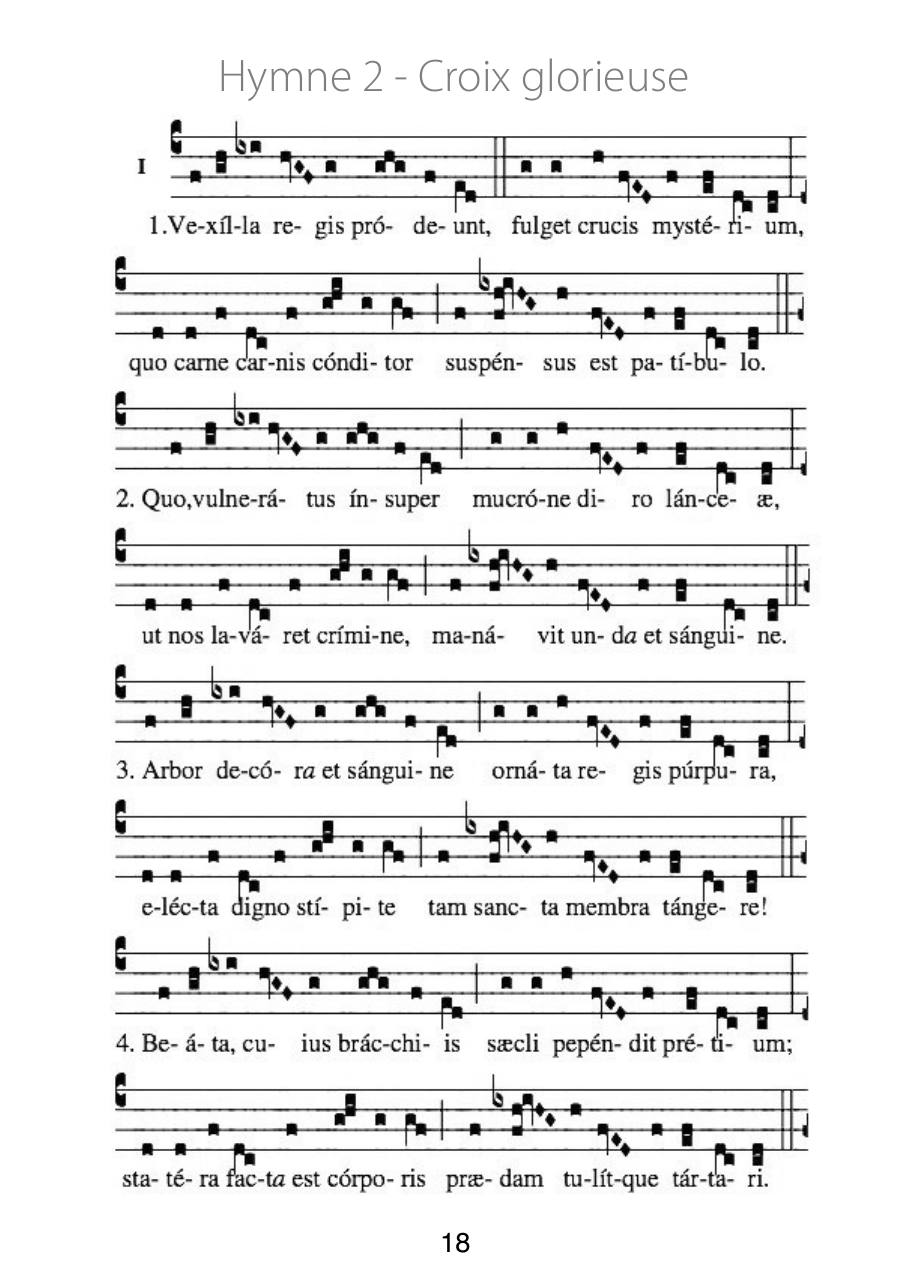 Hymne 2 - Croix glorieuse
I
1.Ve-xíl-la re- gis pró- de- unt, fulget crucis mysté- ri- um,
quo carne car-nis cóndi- tor suspén- sus est pa- tí-bu- lo.
2. Quo,vulne-rá- tus ín- super mucró-ne di- ro lán-ce- æ,
ut nos la-vá- ret crími-ne, ma-ná- vit un- da et sángui- ne.
3. Arbor de-có- ra et sángui- ne orná- ta re- gis púrpu- ra,
e-léc-ta digno stí- pi- te tam sanc- ta membra tánge- re!
4. Be- á- ta, cu- ius brác-chi- is sæcli pepén- dit pré- ti- um;
sta- té- ra fac-ta est córpo- ris præ- dam tu-lít-que tár-ta- ri.
18